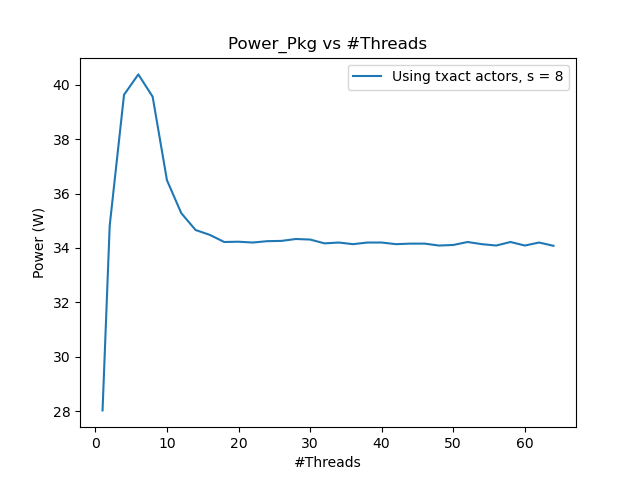 Power_Pkg vs #Threads
Using txact actors, s = 8
Power (W)
40
38
36
34
32
30
28
0 10 20 30 40 50 60
#Threads